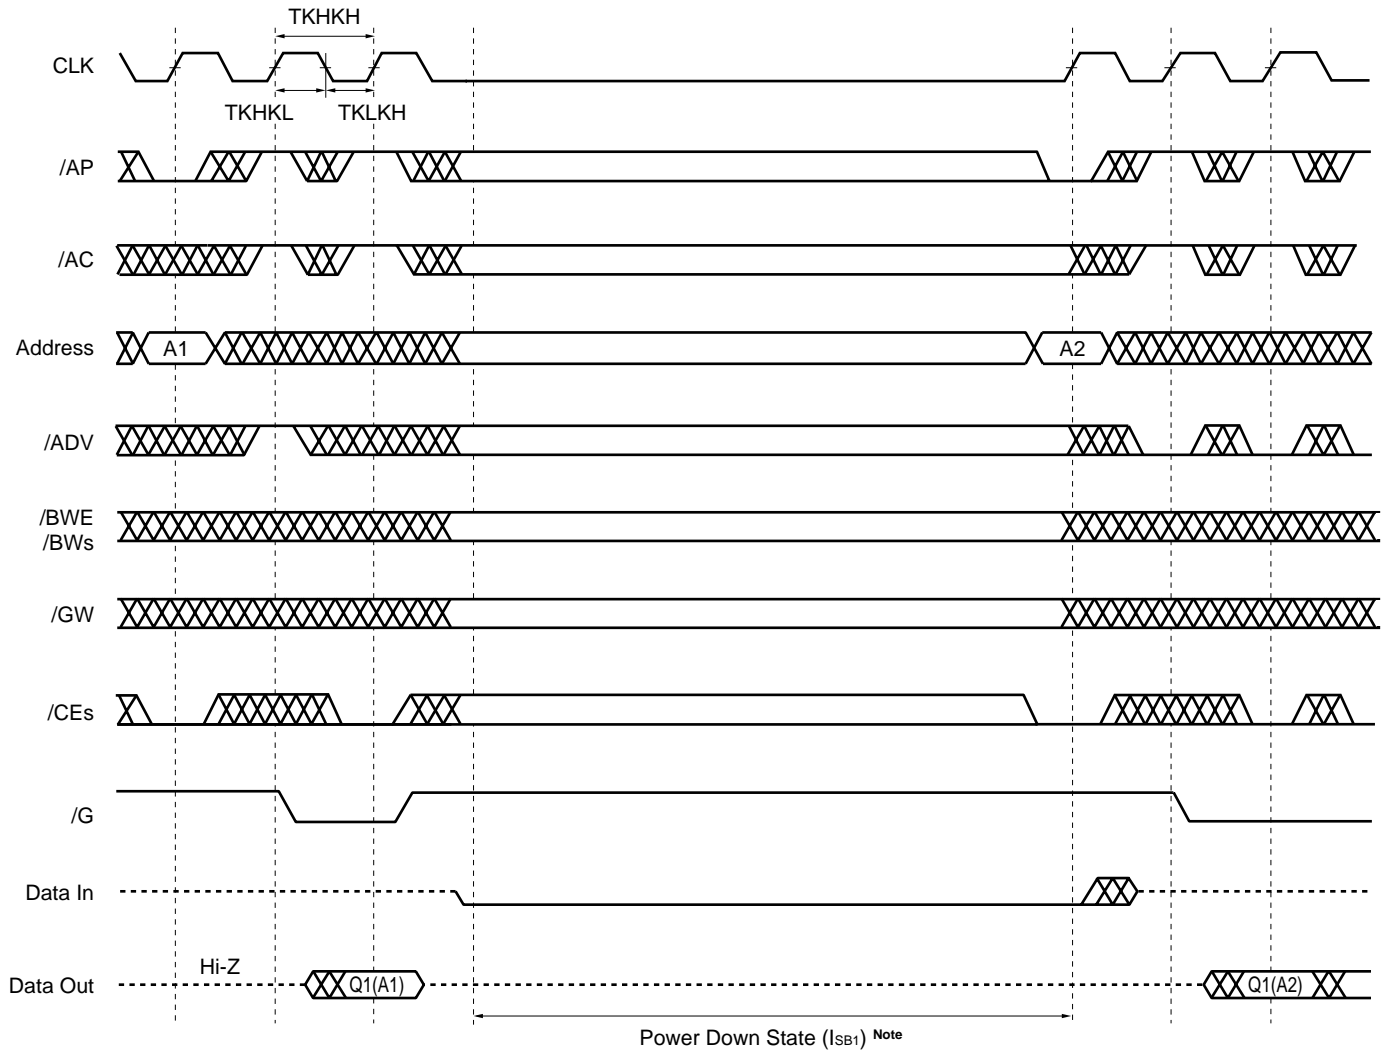 TKHKH
CLK
TKHKL
TKLKH
/AP
/AC
Address
A1
A2
/ADV
/BWE
/BWs
/GW
/CEs
/G
Data In
Hi-Z
Data Out
Q1(A1)
Q1(A2)
Power Down State (ISB1) Note